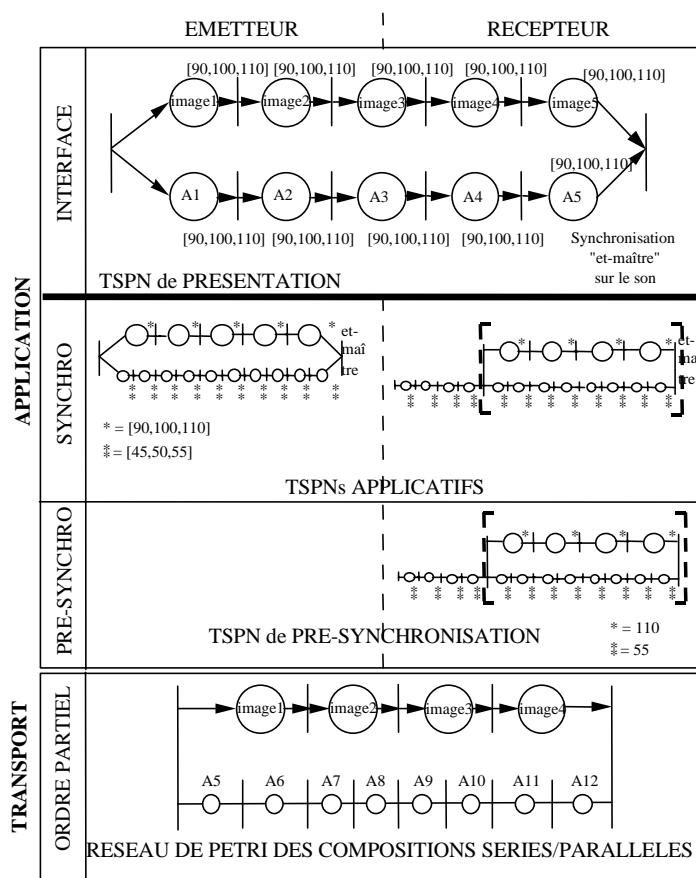 EMETTEUR
RECEPTEUR
APPLICATION
INTERFACE
[90,100,110] [90,100,110] [90,100,110] [90,100,110] [90,100,110]
image1 image2 image3 image4 image5
[90,100,110]
A1 A2 A3 A4 A5
[90,100,110] [90,100,110] [90,100,110] [90,100,110]
Synchronisation
"et-maître"
sur le son
TSPN de PRESENTATION
SYNCHRO
* * * * *
et-
maî
tre
‡ ‡ ‡ ‡ ‡ ‡ ‡ ‡ ‡ ‡
* = [90,100,110]
‡ = [45,50,55]
* * * *
et-
ma
tre
‡ ‡ ‡ ‡ ‡ ‡ ‡ ‡ ‡ ‡ ‡ ‡
TSPNs APPLICATIFS
PRE-SYNCHRO
* * * *
‡ ‡ ‡ ‡ ‡ ‡ ‡ ‡ ‡ ‡ ‡ ‡
TSPN de PRE-SYNCHRONISATION
* = 110
‡ = 55
TRANSPORT
ORDRE PARTIEL
image1 image2 image3 image4
A5 A6 A7 A8 A9 A10 A11 A12
RESEAU DE PETRI DES COMPOSITIONS SERIES/PARALLELES